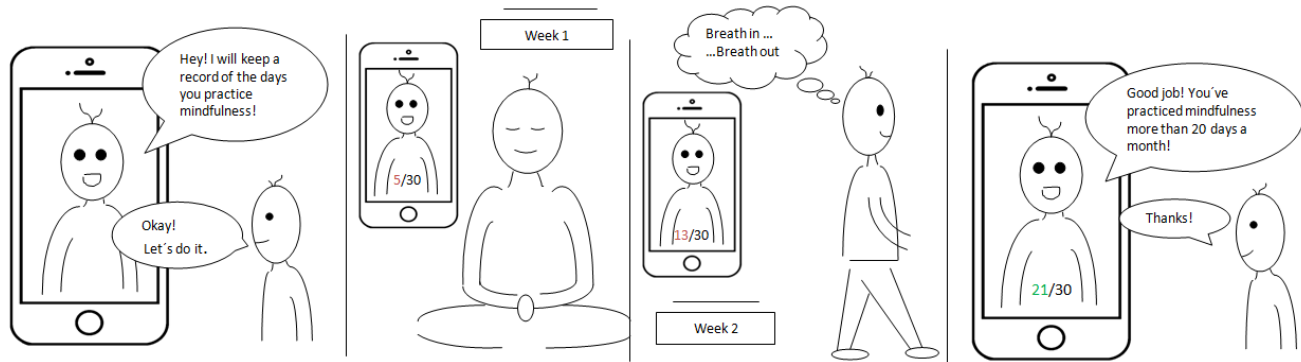 Hey! I will keep a
record of the days
you practice
mindfulness!
Okay!
Let´s do it.
Week 1
5/30
Breath in ...
...Breath out
13/30
Week 2
Good job! You´ve
practiced mindfulness
more than 20 days a
month!
Thanks!
21/30